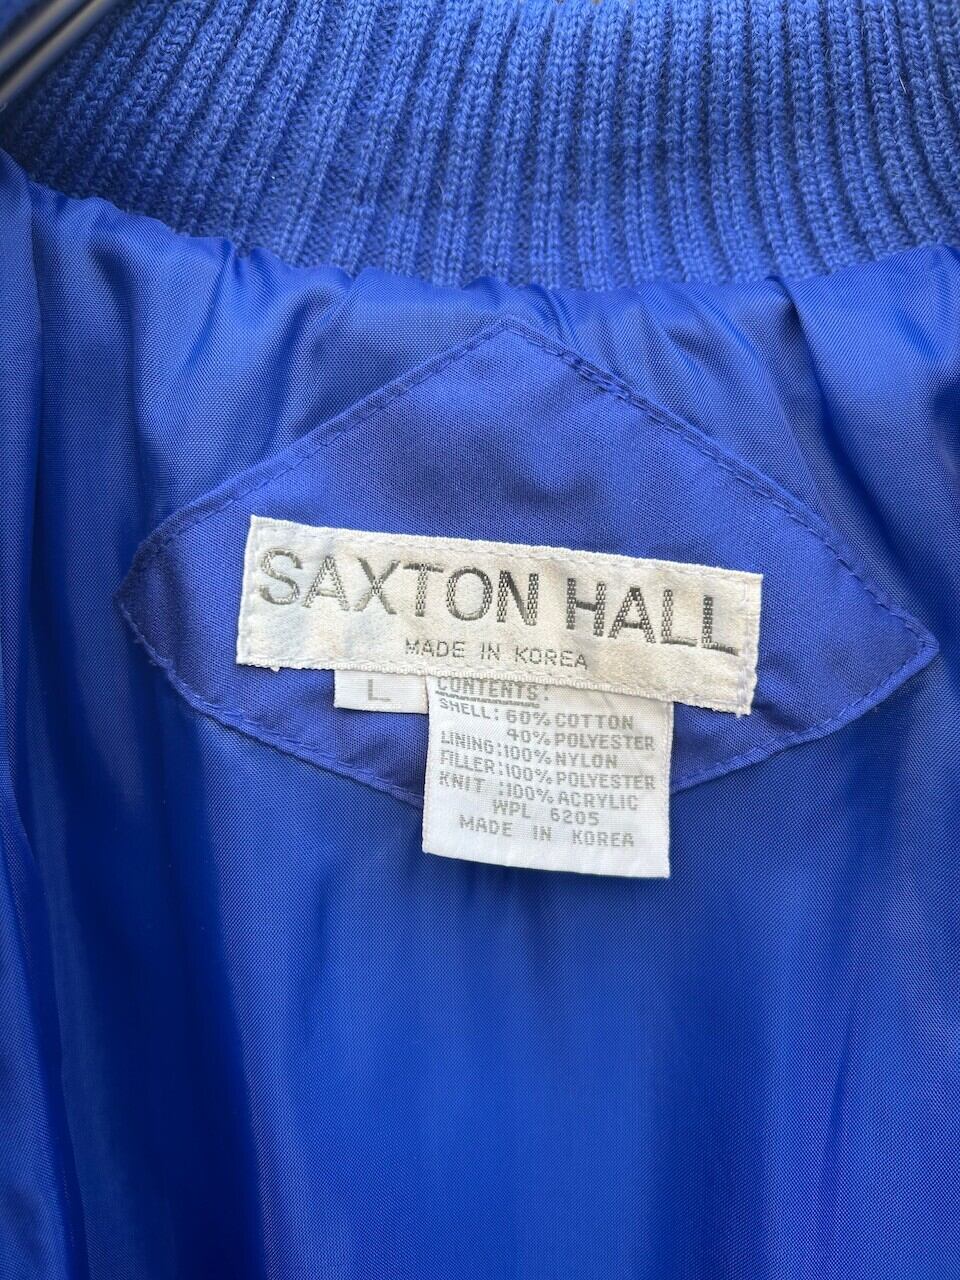 SAXTON HALL
MADE IN KOREA
L
CONTENTS:
SHELL: 60% COTTON
40% POLYESTER
LINING: 100% NYLON
FILLER: 100% POLYESTER
KNIT : 100% ACRYLIC
WPL 6205
MADE IN KOREA